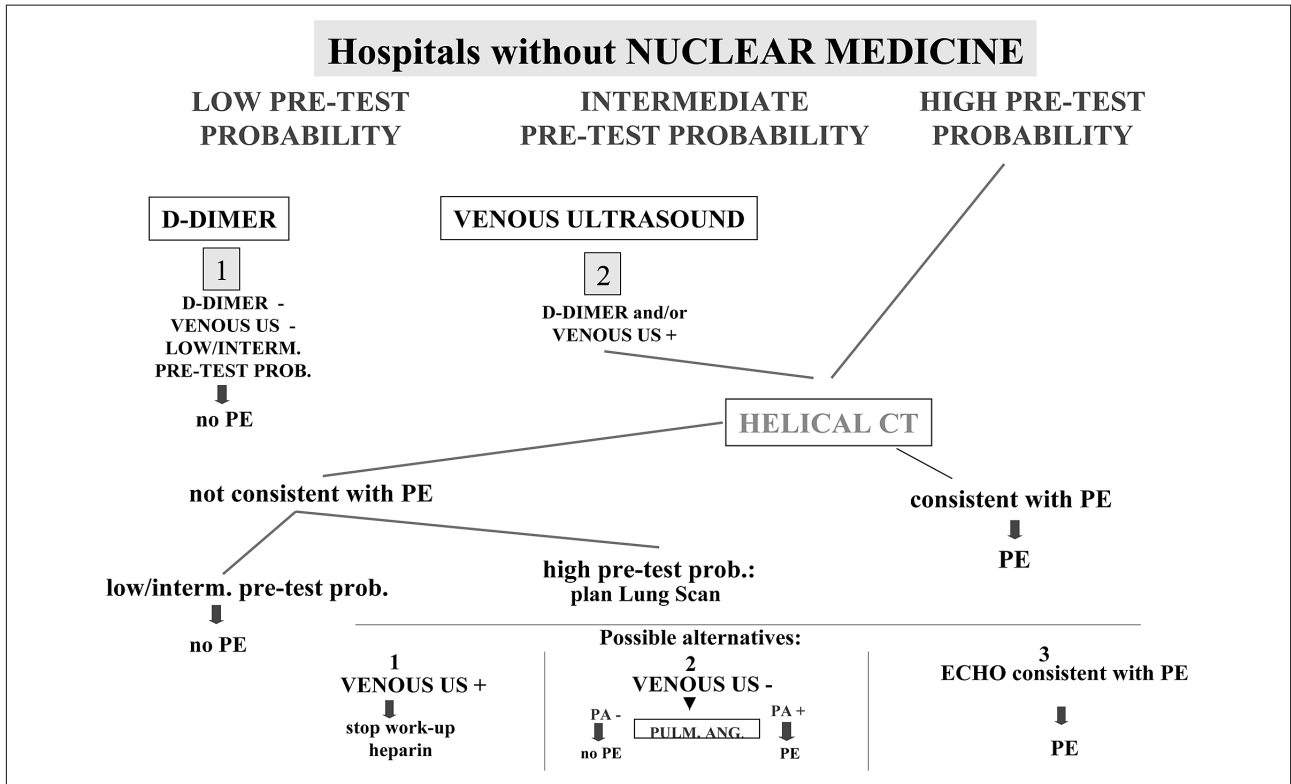 Hospitals without NUCLEAR MEDICINE
LOW PRE-TEST
PROBABILITY
INTERMEDIATE
PRE-TEST PROBABILITY
HIGH PRE-TEST
PROBABILITY
D-DIMER
VENOUS ULTRASOUND
1
D-DIMER -
VENOUS US -
LOW/INTERM.
PRE-TEST PROB.
no PE
2
D-DIMER and/or
VENOUS US +
HELICAL CT
not consistent with PE
consistent with PE
PE
low/interm. pre-test prob.
no PE
high pre-test prob.:
plan Lung Scan
Possible alternatives:
1
VENOUS US +
stop work-up
heparin
2
VENOUS US -
PA -
no PE
PULM. ANG.
PA +
PE
3
ECHO consistent with PE
PE